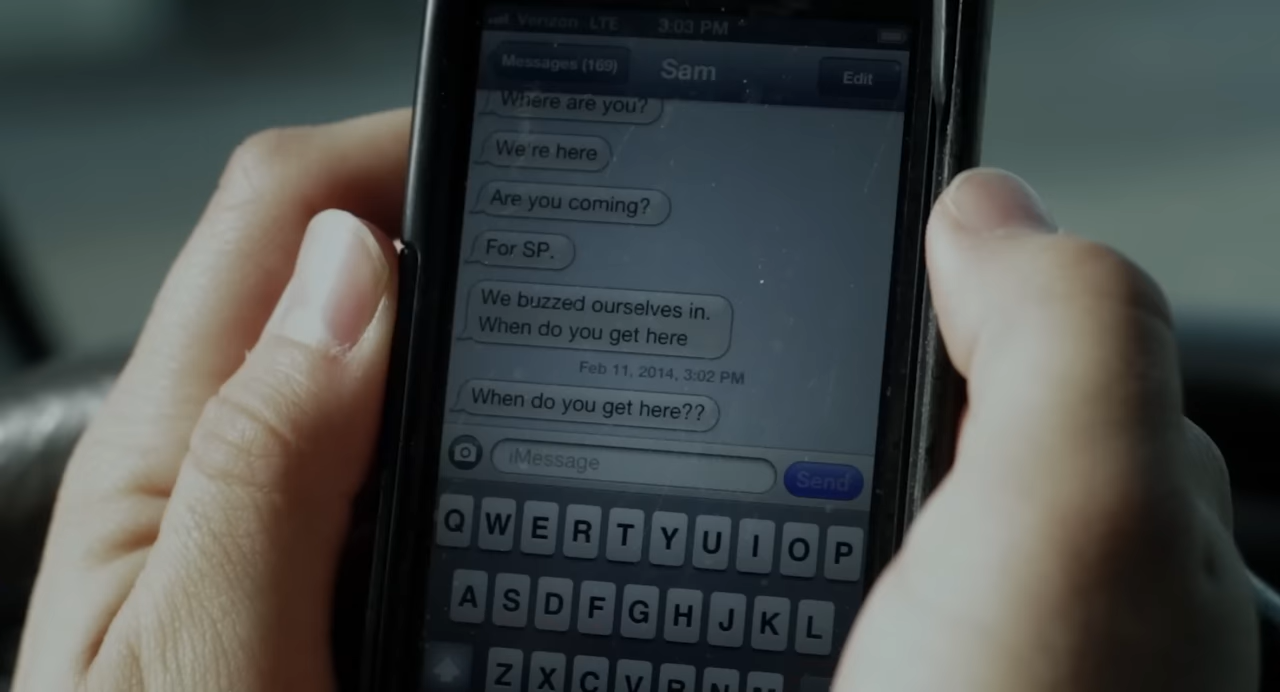 Verizon LTE 3:03 PM
Messages (169) Sam Edit
Where are you?
We're here
Are you coming?
For SP.
We buzzed ourselves in.
When do you get here
Feb 11, 2014, 3:02 PM
When do you get here??
iMessage Send
Q W E R T Y U I O P
A S D F G H J K L
Z X C V B N M